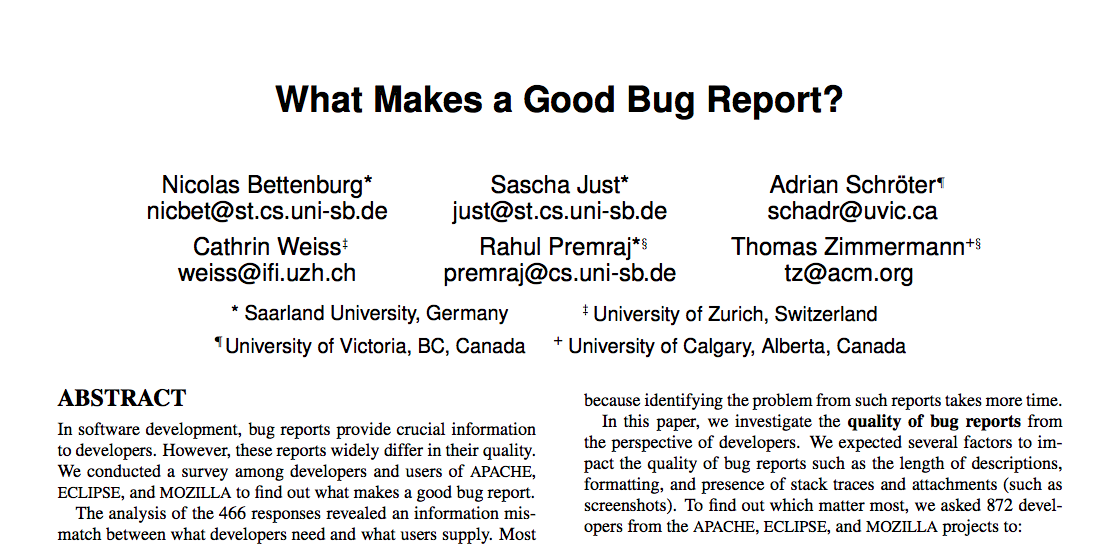 What Makes a Good Bug Report?
Nicolas Bettenburg* Sascha Just* Adrian Schröter¶
nicbet@st.cs.uni-sb.de just@st.cs.uni-sb.de schadr@uvic.ca
Cathrin Weiss‡ Rahul Premraj*§ Thomas Zimmermann+§
weiss@ifi.uzh.ch premraj@cs.uni-sb.de tz@acm.org
* Saarland University, Germany ‡ University of Zurich, Switzerland
¶ University of Victoria, BC, Canada + University of Calgary, Alberta, Canada
ABSTRACT
In software development, bug reports provide crucial information
to developers. However, these reports widely differ in their quality.
We conducted a survey among developers and users of APACHE,
ECLIPSE, and MOZILLA to find out what makes a good bug report.
The analysis of the 466 responses revealed an information mis-
match between what developers need and what users supply. Most
because identifying the problem from such reports takes more time.
In this paper, we investigate the quality of bug reports from
the perspective of developers. We expected several factors to im-
pact the quality of bug reports such as the length of descriptions,
formatting, and presence of stack traces and attachments (such as
screenshots). To find out which matter most, we asked 872 devel-
opers from the APACHE, ECLIPSE, and MOZILLA projects to: